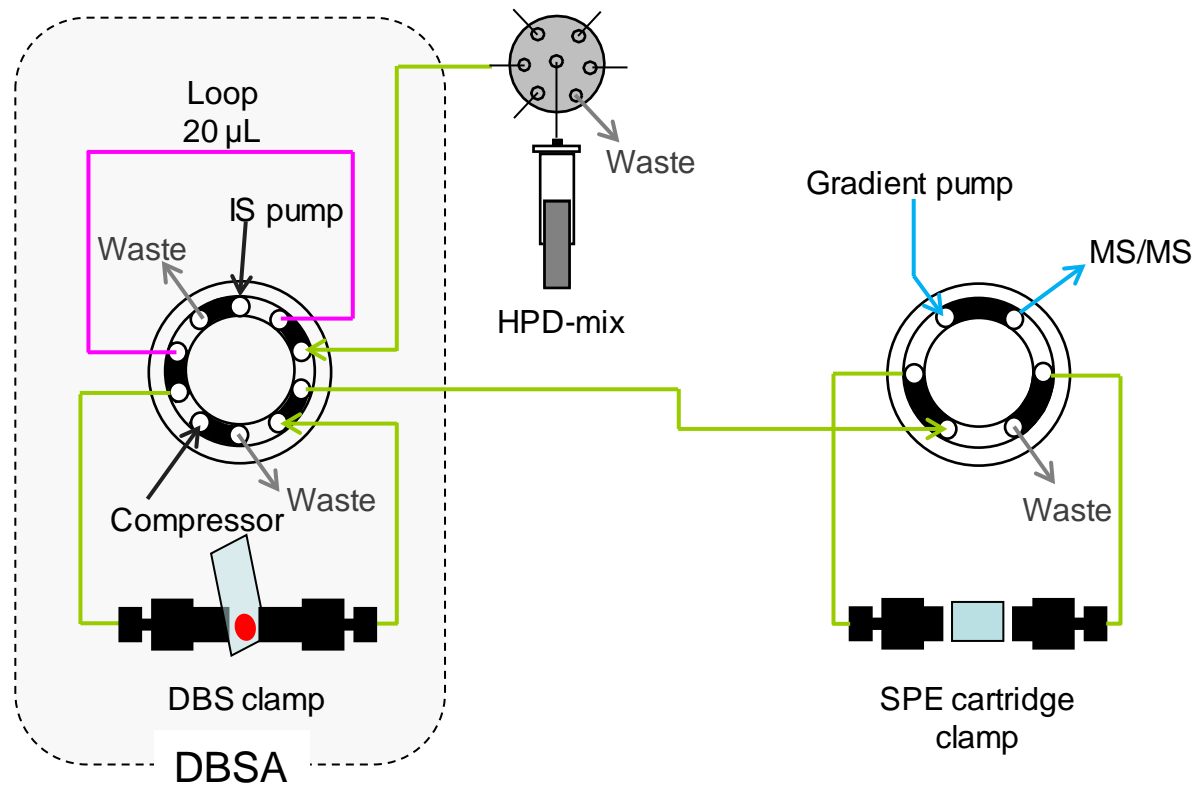 Loop
20 µL
IS pump
Waste
Compressor
Waste
DBS clamp
DBSA
Waste
HPD-mix
Gradient pump
MS/MS
Waste
SPE cartridge
clamp